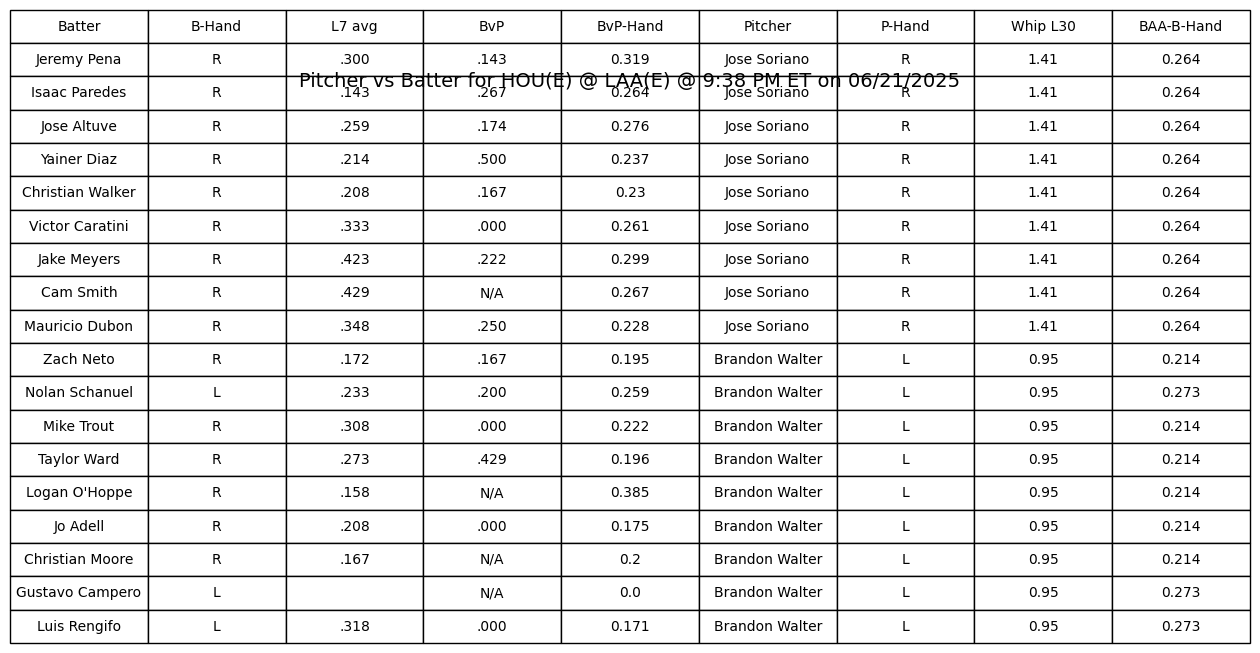 Batter B-Hand L7 avg BvP BvP-Hand Pitcher P-Hand Whip L30 BAA-B-Hand
Jeremy Pena R .300 .143 0.319 Jose Soriano R 1.41 0.264
Pitcher vs Batter for HOU(E) @ LAA(E) @ 9:38 PM ET on 06/21/2025
Isaac Paredes R .143 .267 0.264 Jose Soriano R 1.41 0.264
Jose Altuve R .259 .174 0.276 Jose Soriano R 1.41 0.264
Yainer Diaz R .214 .500 0.237 Jose Soriano R 1.41 0.264
Christian Walker R .208 .167 0.23 Jose Soriano R 1.41 0.264
Victor Caratini R .333 .000 0.261 Jose Soriano R 1.41 0.264
Jake Meyers R .423 .222 0.299 Jose Soriano R 1.41 0.264
Cam Smith R .429 N/A 0.267 Jose Soriano R 1.41 0.264
Mauricio Dubon R .348 .250 0.228 Jose Soriano R 1.41 0.264
Zach Neto R .172 .167 0.195 Brandon Walter L 0.95 0.214
Nolan Schanuel L .233 .200 0.259 Brandon Walter L 0.95 0.273
Mike Trout R .308 .000 0.222 Brandon Walter L 0.95 0.214
Taylor Ward R .273 .429 0.196 Brandon Walter L 0.95 0.214
Logan O'Hoppe R .158 N/A 0.385 Brandon Walter L 0.95 0.214
Jo Adell R .208 .000 0.175 Brandon Walter L 0.95 0.214
Christian Moore R .167 N/A 0.2 Brandon Walter L 0.95 0.214
Gustavo Campero L N/A 0.0 Brandon Walter L 0.95 0.273
Luis Rengifo L .318 .000 0.171 Brandon Walter L 0.95 0.273